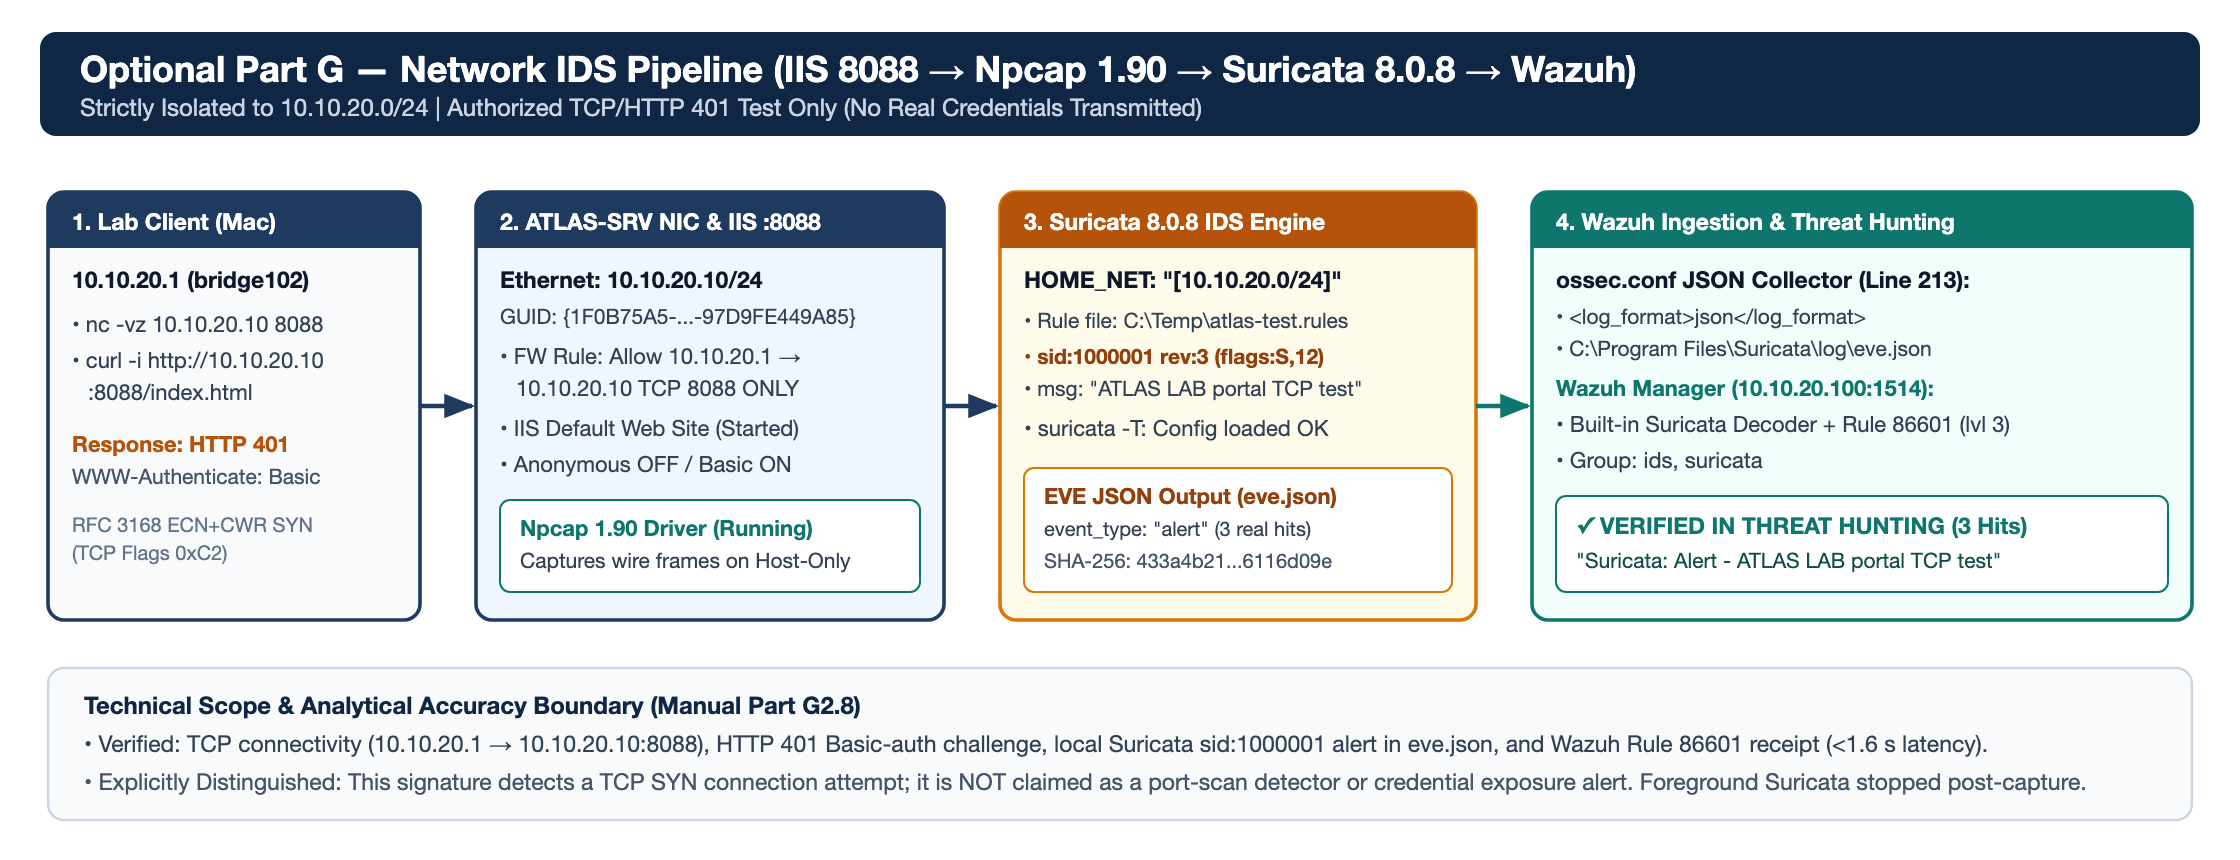 Optional Part G — Network IDS Pipeline (IIS 8088 → Npcap 1.90 → Suricata 8.0.8 → Wazuh)
Strictly Isolated to 10.10.20.0/24 | Authorized TCP/HTTP 401 Test Only (No Real Credentials Transmitted)
1. Lab Client (Mac)
10.10.20.1 (bridge102)
• nc -vz 10.10.20.10 8088
• curl -i http://10.10.20.10
:8088/index.html
Response: HTTP 401
WWW-Authenticate: Basic
RFC 3168 ECN+CWR SYN
(TCP Flags 0xC2)
2. ATLAS-SRV NIC & IIS :8088
Ethernet: 10.10.20.10/24
GUID: {1F0B75A5-...-97D9FE449A85}
• FW Rule: Allow 10.10.20.1 →
10.10.20.10 TCP 8088 ONLY
• IIS Default Web Site (Started)
• Anonymous OFF / Basic ON
Npcap 1.90 Driver (Running)
Captures wire frames on Host-Only
3. Suricata 8.0.8 IDS Engine
HOME_NET: "[10.10.20.0/24]"
• Rule file: C:\Temp\atlas-test.rules
• sid:1000001 rev:3 (flags:S,12)
• msg: "ATLAS LAB portal TCP test"
• suricata -T: Config loaded OK
EVE JSON Output (eve.json)
event_type: "alert" (3 real hits)
SHA-256: 433a4b21...6116d09e
4. Wazuh Ingestion & Threat Hunting
ossec.conf JSON Collector (Line 213):
• <log_format>json</log_format>
• C:\Program Files\Suricata\log\eve.json
Wazuh Manager (10.10.20.100:1514):
• Built-in Suricata Decoder + Rule 86601 (lvl 3)
• Group: ids, suricata
✓ VERIFIED IN THREAT HUNTING (3 Hits)
"Suricata: Alert - ATLAS LAB portal TCP test"
Technical Scope & Analytical Accuracy Boundary (Manual Part G2.8)
• Verified: TCP connectivity (10.10.20.1 → 10.10.20.10:8088), HTTP 401 Basic-auth challenge, local Suricata sid:1000001 alert in eve.json, and Wazuh Rule 86601 receipt (<1.6 s latency).
• Explicitly Distinguished: This signature detects a TCP SYN connection attempt; it is NOT claimed as a port-scan detector or credential exposure alert. Foreground Suricata stopped post-capture.